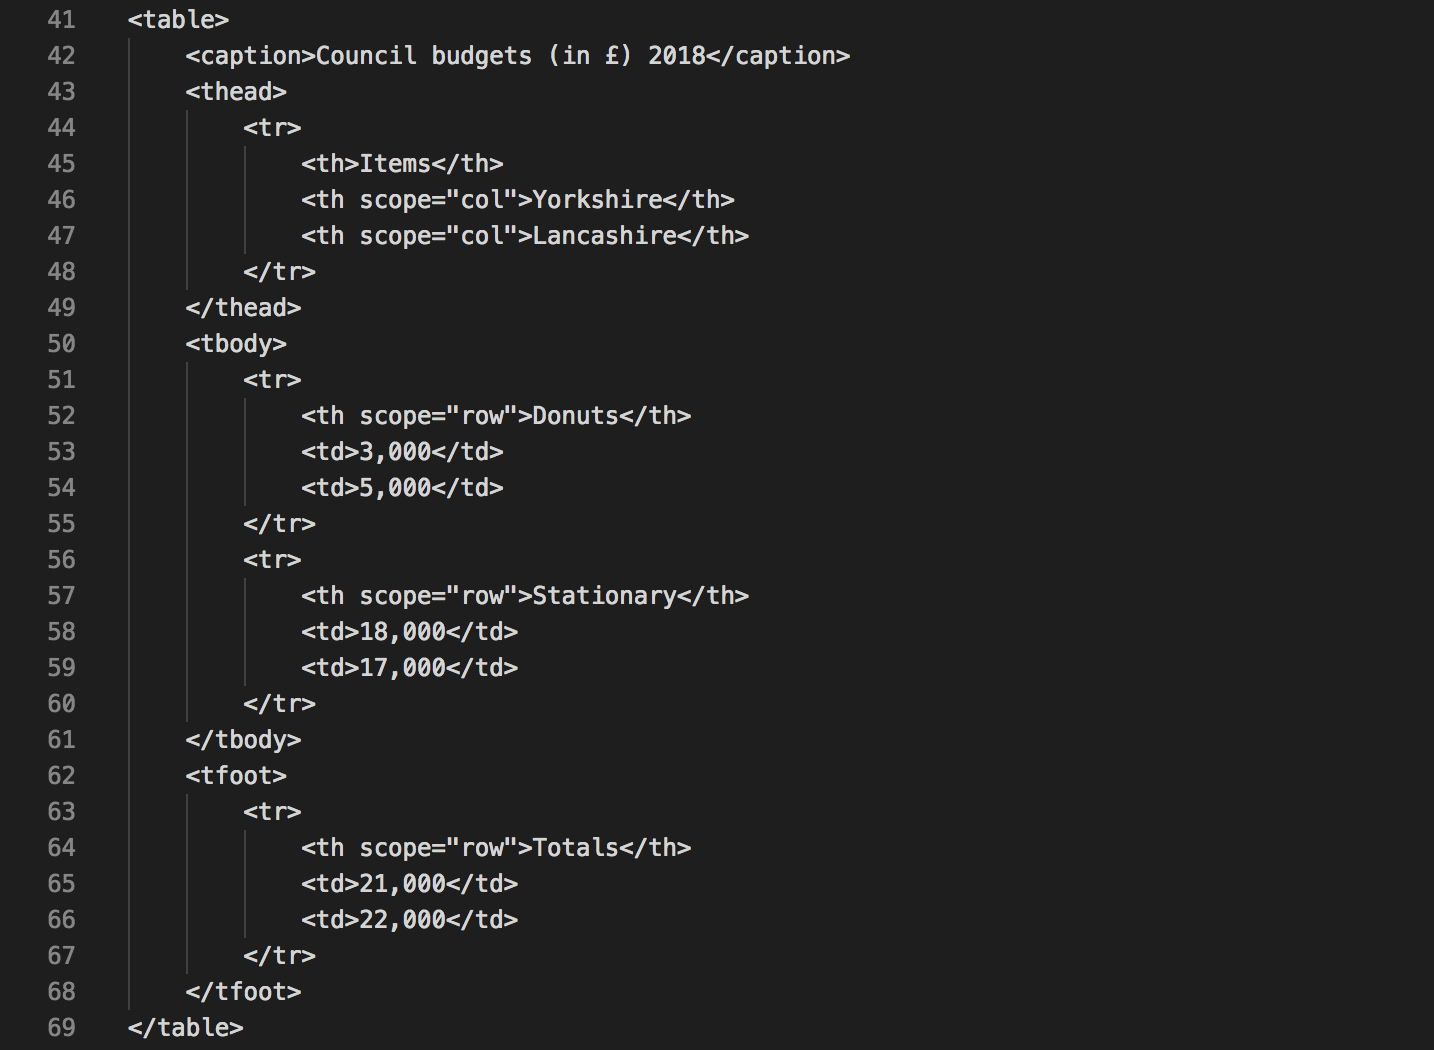 41 <table>
42 <caption>Council budgets (in £) 2018</caption>
43 <thead>
44 <tr>
45 <th>Items</th>
46 <th scope="col">Yorkshire</th>
47 <th scope="col">Lancashire</th>
48 </tr>
49 </thead>
50 <tbody>
51 <tr>
52 <th scope="row">Donuts</th>
53 <td>3,000</td>
54 <td>5,000</td>
55 </tr>
56 <tr>
57 <th scope="row">Stationary</th>
58 <td>18,000</td>
59 <td>17,000</td>
60 </tr>
61 </tbody>
62 <tfoot>
63 <tr>
64 <th scope="row">Totals</th>
65 <td>21,000</td>
66 <td>22,000</td>
67 </tr>
68 </tfoot>
69 </table>